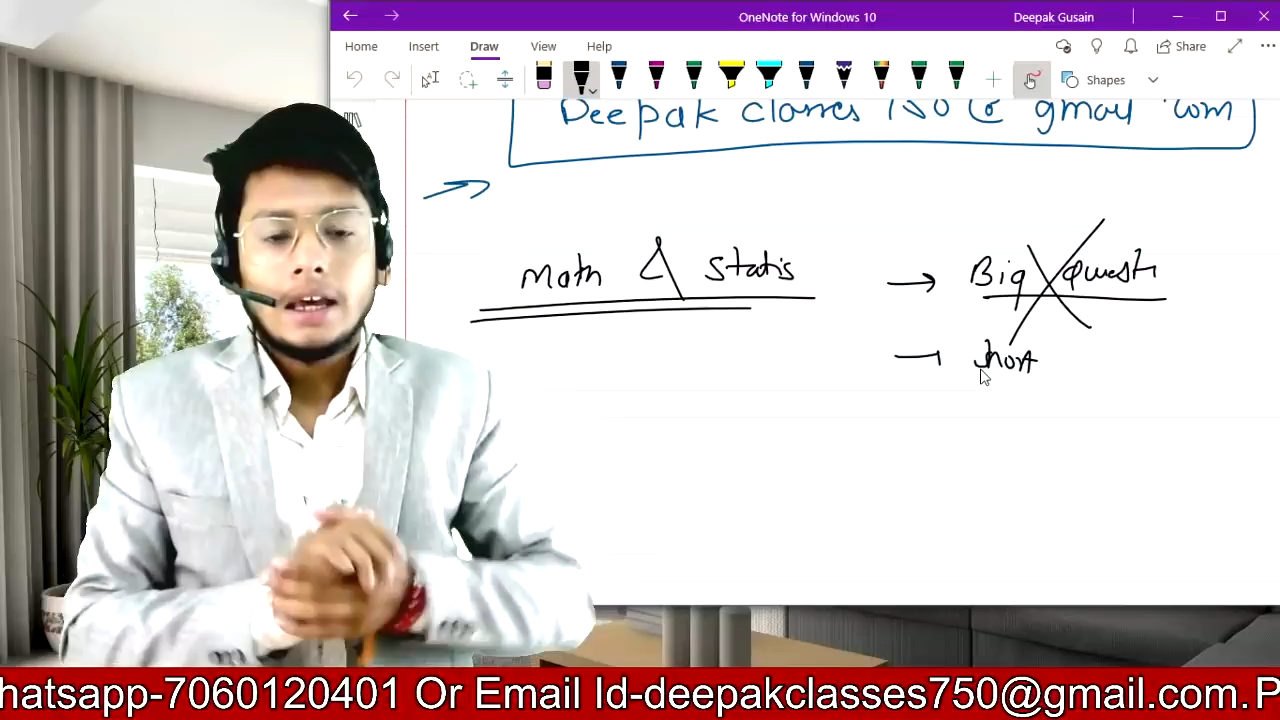 OneNote for Windows 10
Deepak Gusain
Home Insert Draw View Help
Share
Shapes
Deepak classes 750@gmail.com
Math & Statis → Big Questi
short
hatsapp-7060120401 Or Email Id-deepakclasses750@gmail.com. P